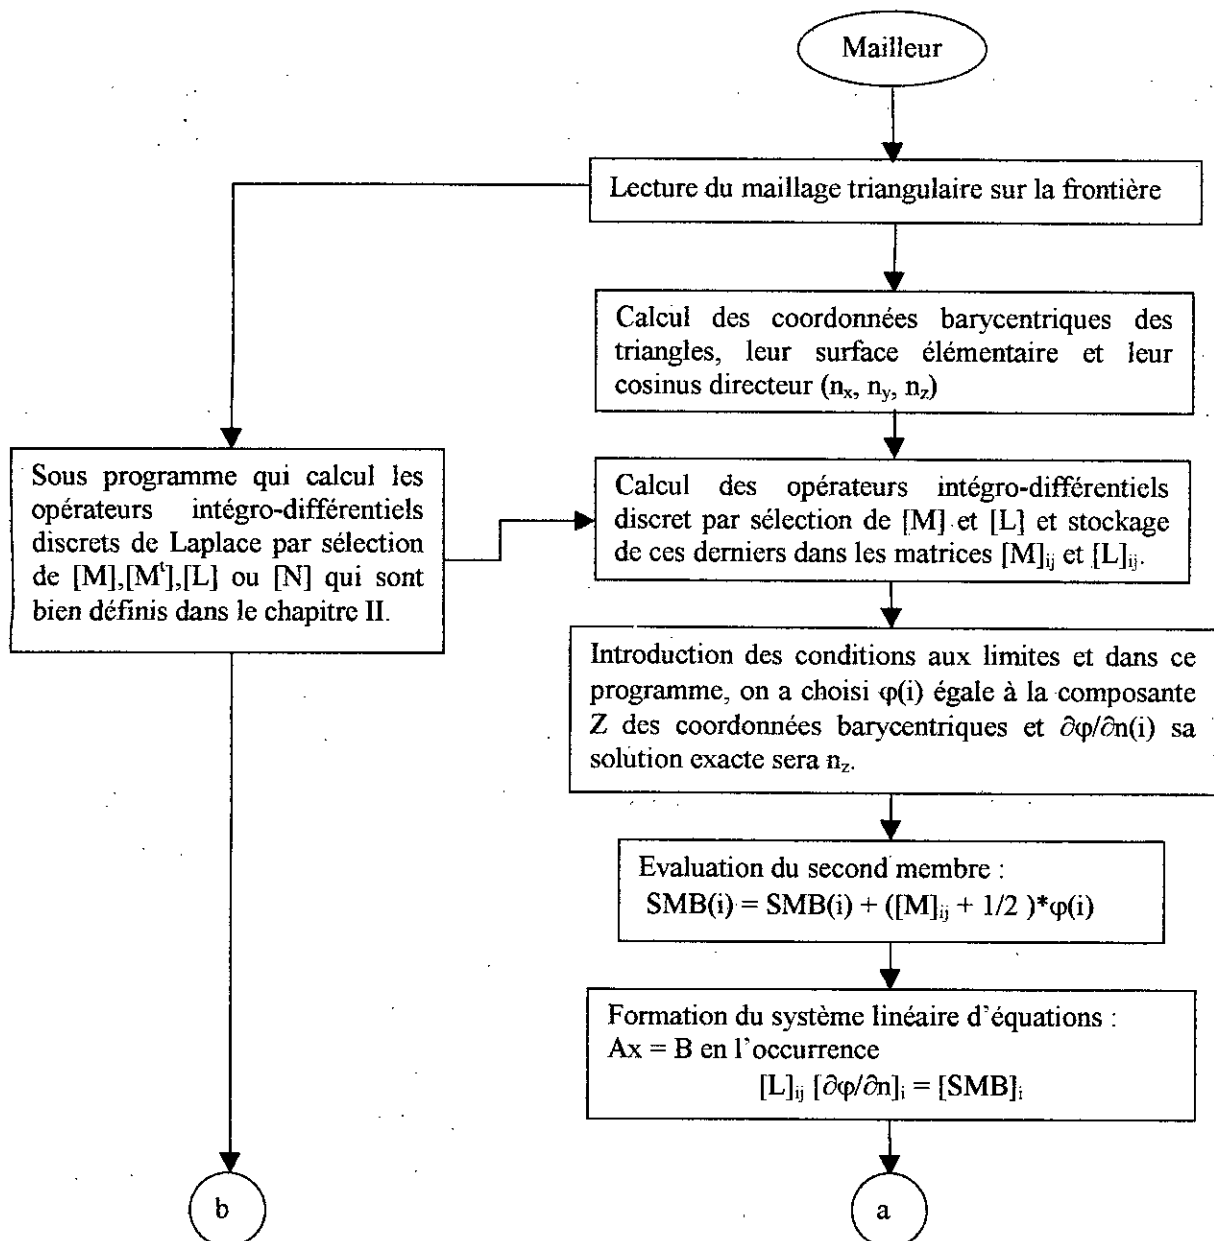 Mailleur
Lecture du maillage triangulaire sur la frontière
Calcul des coordonnées barycentriques des
triangles, leur surface élémentaire et leur
cosinus directeur (nx, ny, nz)
Sous programme qui calcul les
opérateurs intégro-différentiels
discrets de Laplace par sélection
de [M],[Mᵗ],[L] ou [N] qui sont
bien définis dans le chapitre II.
Calcul des opérateurs intégro-différentiels
discret par sélection de [M] et [L] et stockage
de ces derniers dans les matrices [M]ij et [L]ij.
Introduction des conditions aux limites et dans ce
programme, on a choisi φ(i) égale à la composante
Z des coordonnées barycentriques et ∂φ/∂n(i) sa
solution exacte sera nz.
Evaluation du second membre :
SMB(i) = SMB(i) + ([M]ij + 1/2 )*φ(i)
Formation du système linéaire d'équations :
Ax = B en l'occurrence
[L]ij [∂φ/∂n]i = [SMB]i
b
a